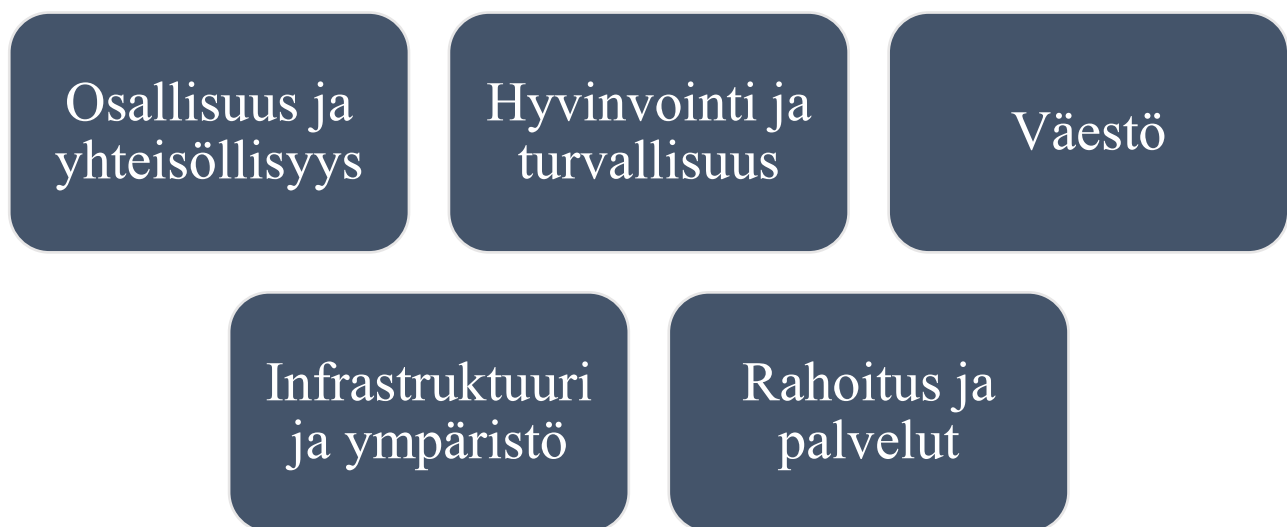 Osallisuus ja
yhteisöllisyys
Hyvinvointi ja
turvallisuus
Väestö
Infrastruktuuri
ja ympäristö
Rahoitus ja
palvelut